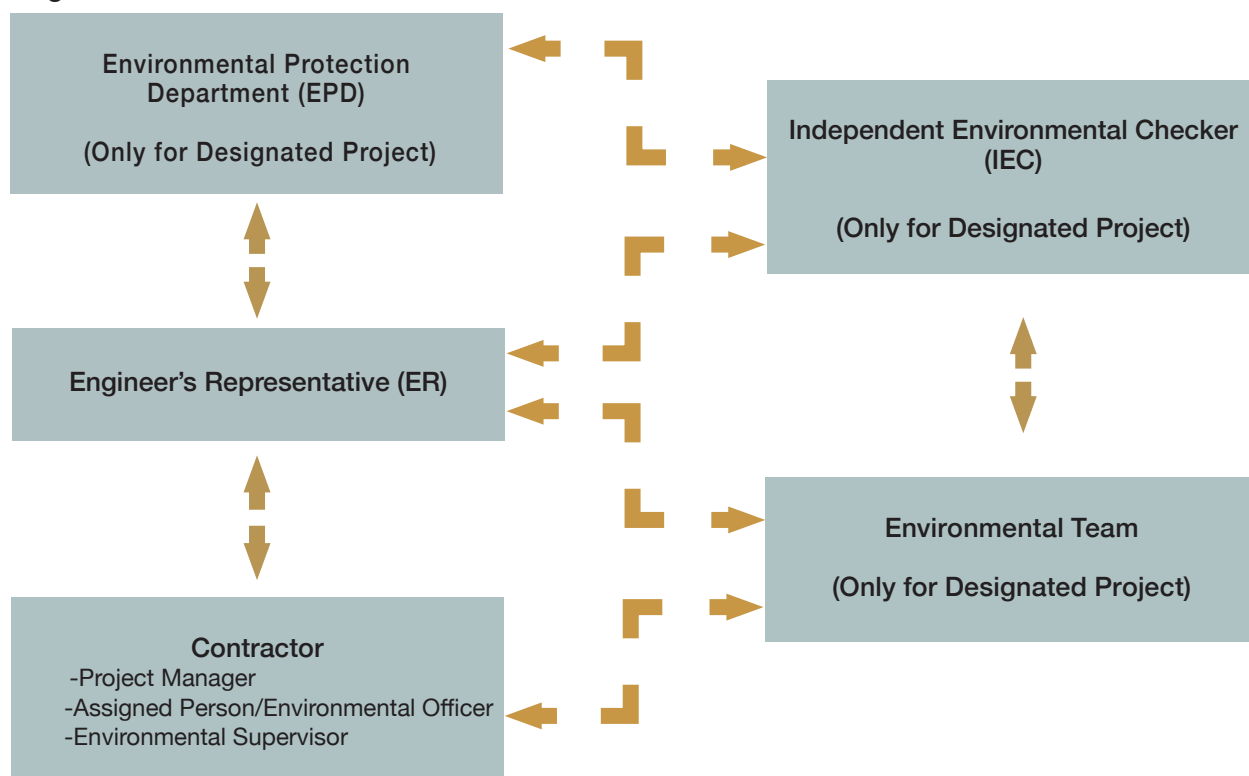 Environmental Protection
Department (EPD)
(Only for Designated Project)
Independent Environmental Checker
(IEC)
(Only for Designated Project)
Engineer’s Representative (ER)
Environmental Team
(Only for Designated Project)
Contractor
-Project Manager
-Assigned Person/Environmental Officer
-Environmental Supervisor